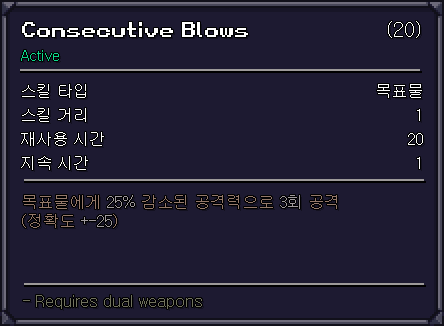 Consecutive Blows (20)
Active
스킬 타입 목표물
스킬 거리 1
재사용 시간 20
지속 시간 1
목표물에게 25% 감소된 공격력으로 3회 공격
(정확도 +-25)
- Requires dual weapons